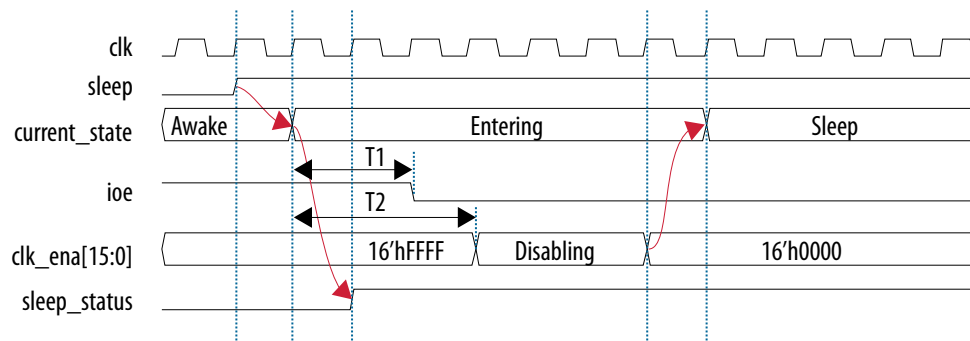 clk
sleep
current_state Awake Entering Sleep
T1
ioe
T2
clk_ena[15:0] 16’hFFFF Disabling 16’h0000
sleep_status